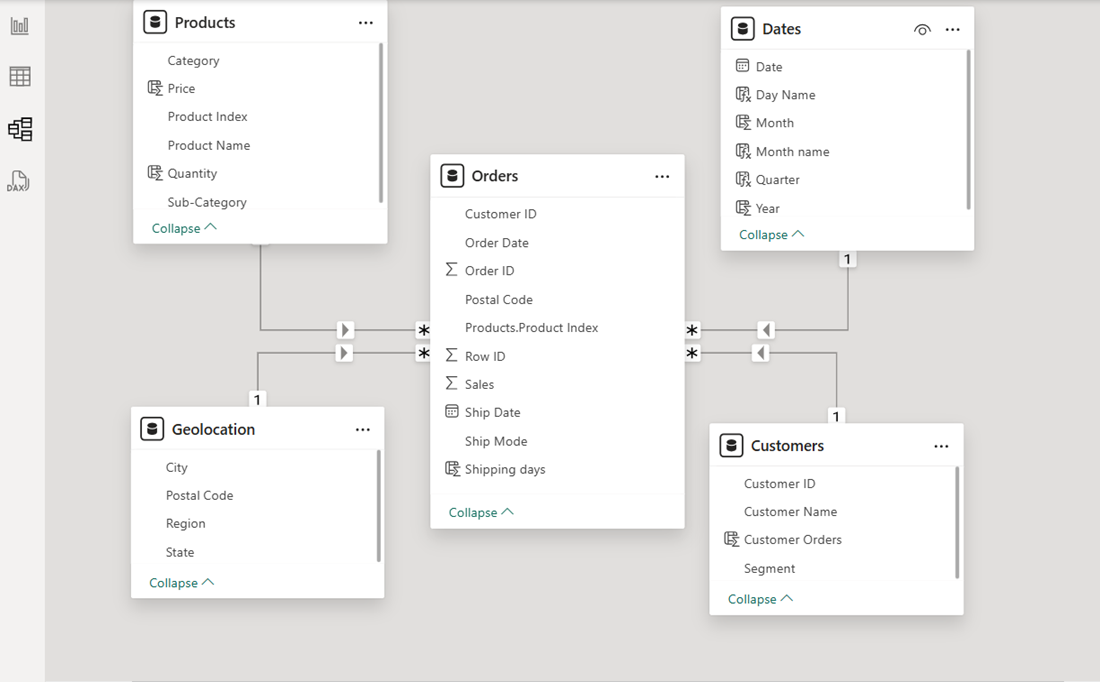 Products
Category
Price
Product Index
Product Name
Quantity
Sub-Category
Collapse
Dates
Date
Day Name
Month
Month name
Quarter
Year
Collapse
1
Orders
Customer ID
Order Date
Σ Order ID
Postal Code
Products.Product Index
Σ Row ID
Σ Sales
Ship Date
Ship Mode
Shipping days
Collapse
*
*
*
*
1
Geolocation
City
Postal Code
Region
State
Collapse
1
Customers
Customer ID
Customer Name
Customer Orders
Segment
Collapse
DAX